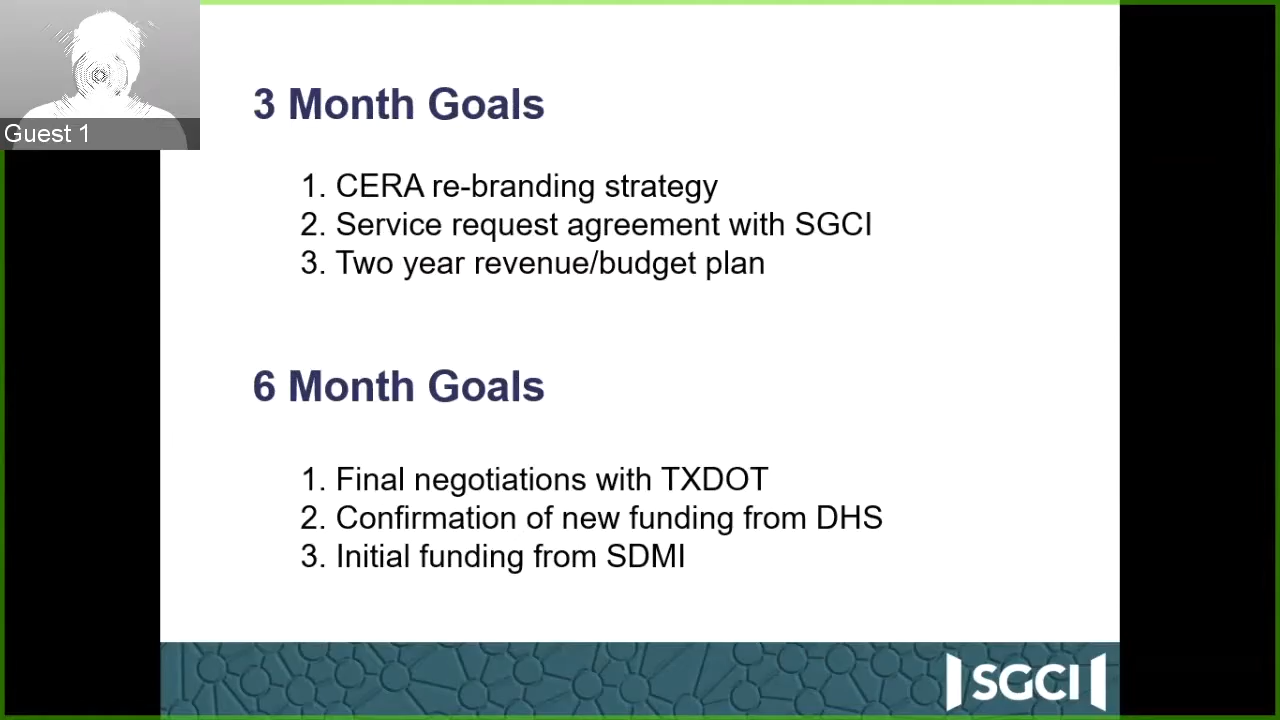 Guest 1
3 Month Goals
1. CERA re-branding strategy
2. Service request agreement with SGCI
3. Two year revenue/budget plan
6 Month Goals
1. Final negotiations with TXDOT
2. Confirmation of new funding from DHS
3. Initial funding from SDMI
SGCI